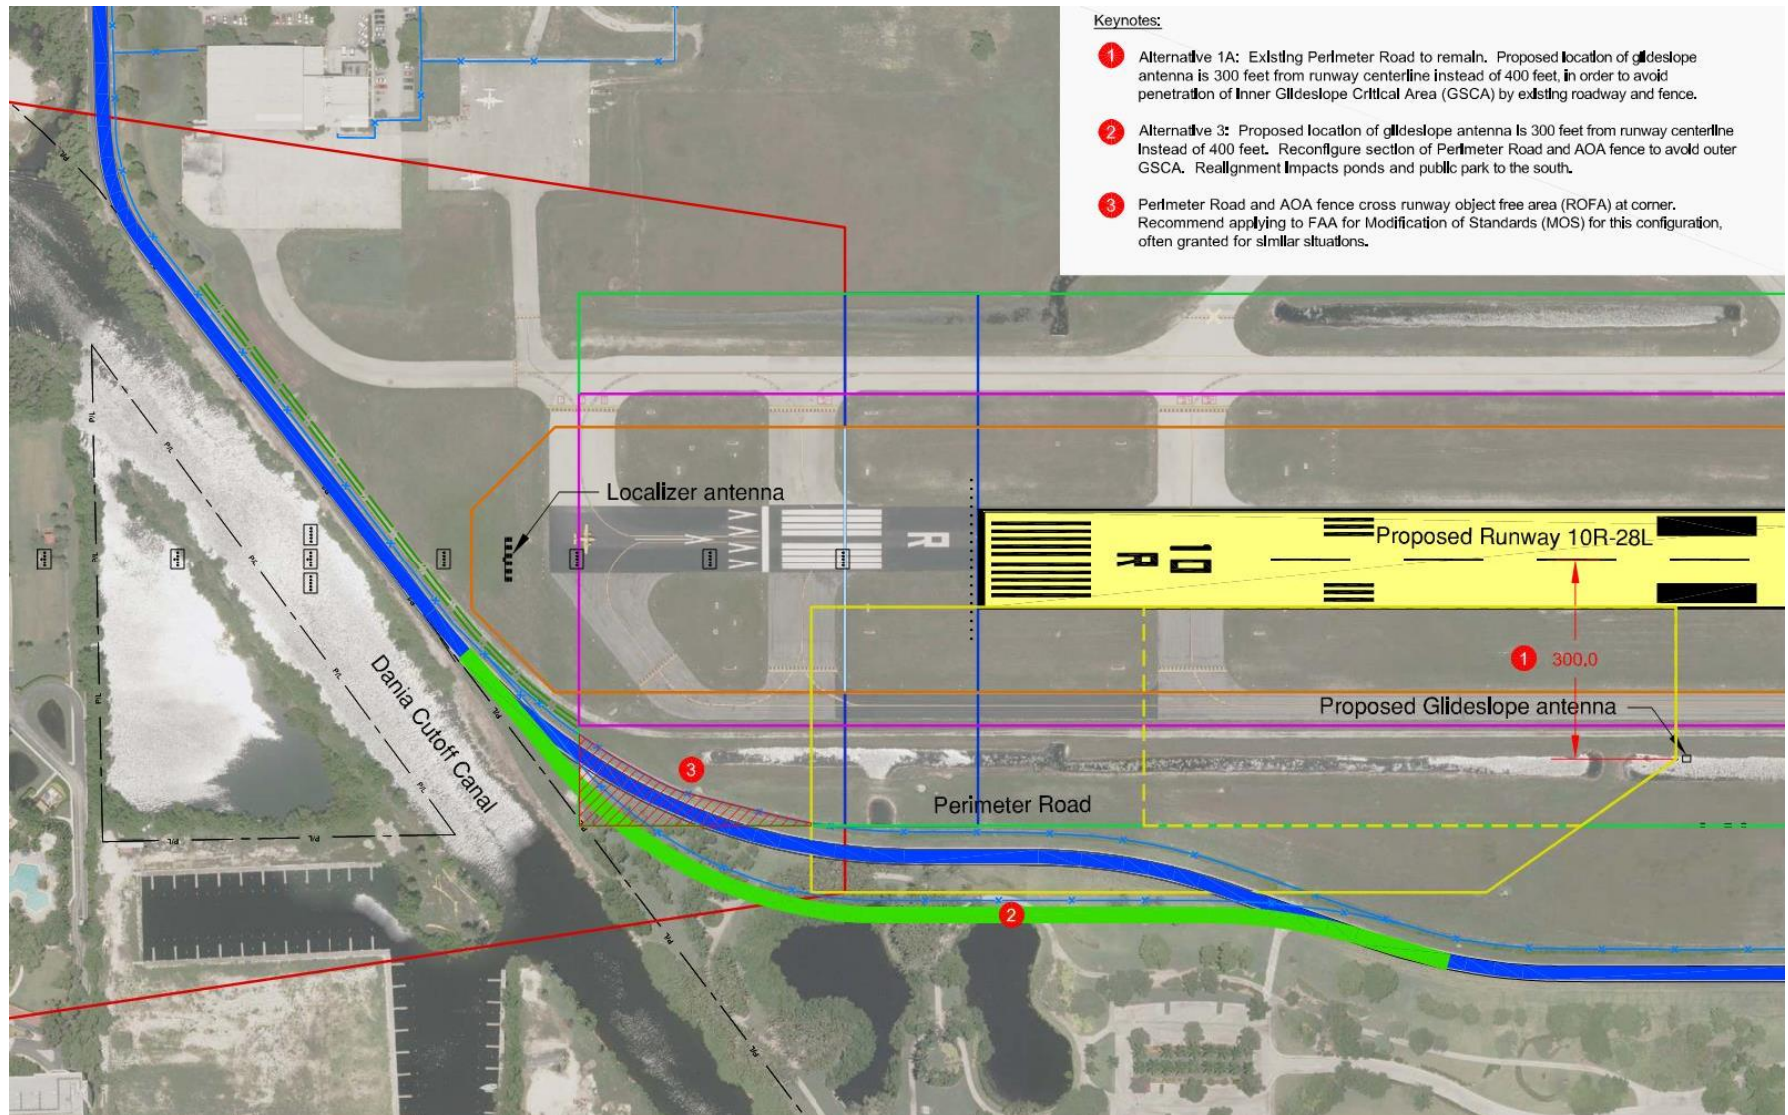 Keynotes:
1 Alternative 1A: Existing Perimeter Road to remain. Proposed location of glideslope
antenna is 300 feet from runway centerline instead of 400 feet, in order to avoid
penetration of Inner Glideslope Critical Area (GSCA) by existing roadway and fence.
2 Alternative 3: Proposed location of glideslope antenna is 300 feet from runway centerline
instead of 400 feet. Reconfigure section of Perimeter Road and AOA fence to avoid outer
GSCA. Realignment impacts ponds and public park to the south.
3 Perimeter Road and AOA fence cross runway object free area (ROFA) at corner.
Recommend applying to FAA for Modification of Standards (MOS) for this configuration,
often granted for similar situations.
P/L
P/L
P/L
Localizer antenna
R
Proposed Runway 10R-28L
10
R
P/L
P/L
P/L
1 300.0
P/L
P/L
Dania Cutoff Canal
P/L
Proposed Glideslope antenna
3
P/L
Perimeter Road
P/L
P/L
P/L
2
P/L
P/L